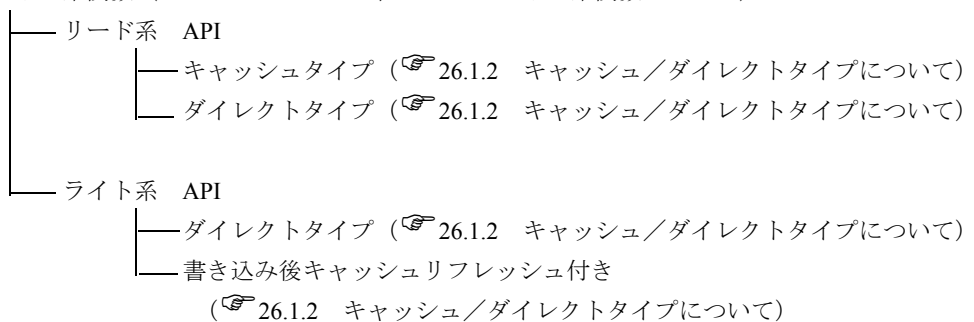 リード系 API
キャッシュタイプ(☞26.1.2 キャッシュ/ダイレクトタイプについて)
ダイレクトタイプ(☞26.1.2 キャッシュ/ダイレクトタイプについて)
ライト系 API
ダイレクトタイプ(☞26.1.2 キャッシュ/ダイレクトタイプについて)
書き込み後キャッシュリフレッシュ付き
(☞26.1.2 キャッシュ/ダイレクトタイプについて)